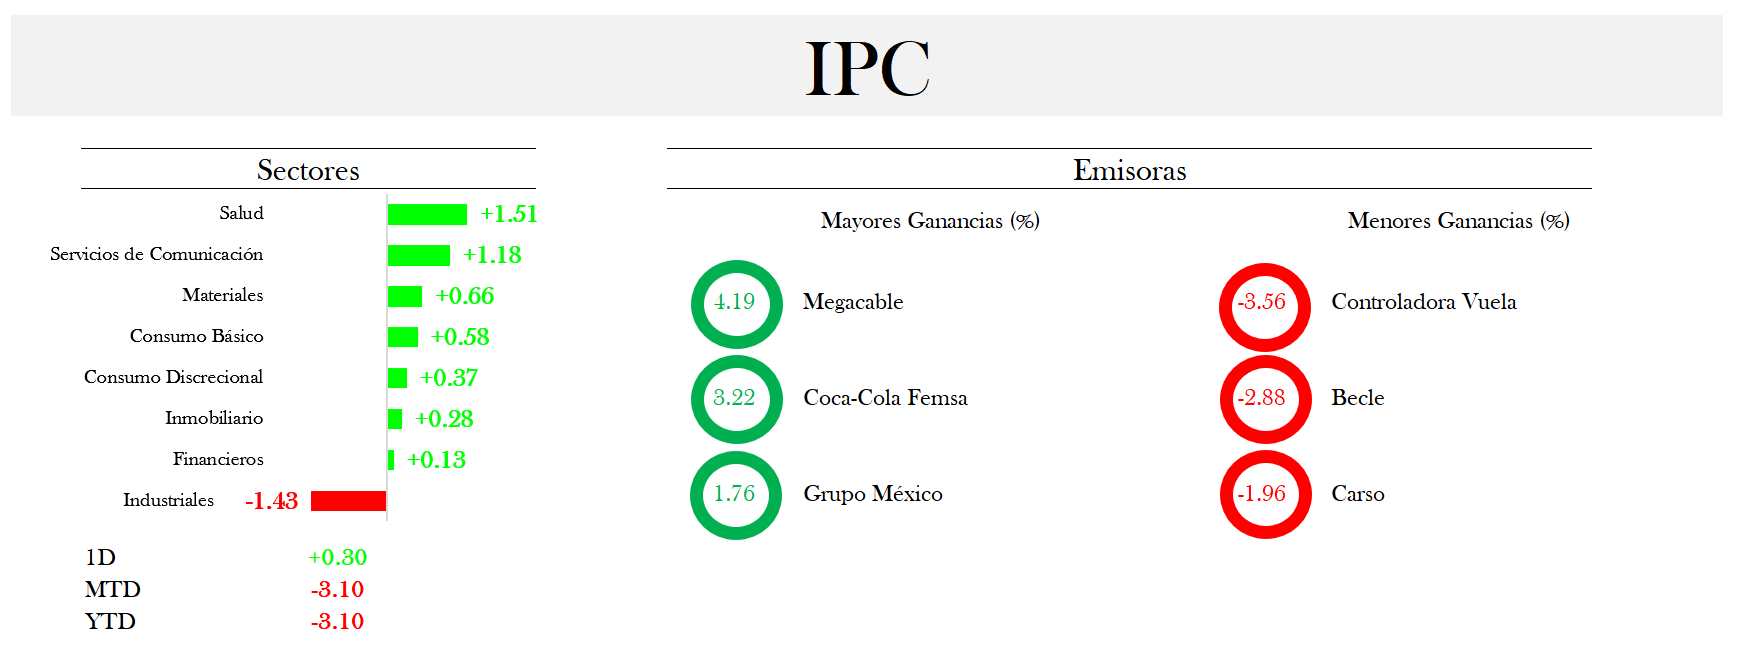 IPC
Sectores
Salud +1.51
Servicios de Comunicación +1.18
Materiales +0.66
Consumo Básico +0.58
Consumo Discrecional +0.37
Inmobiliario +0.28
Financieros +0.13
Industriales -1.43
1D +0.30
MTD -3.10
YTD -3.10
Emisoras
Mayores Ganancias (%)
4.19 Megacable
3.22 Coca-Cola Femsa
1.76 Grupo México
Menores Ganancias (%)
-3.56 Controladora Vuela
-2.88 Becle
-1.96 Carso